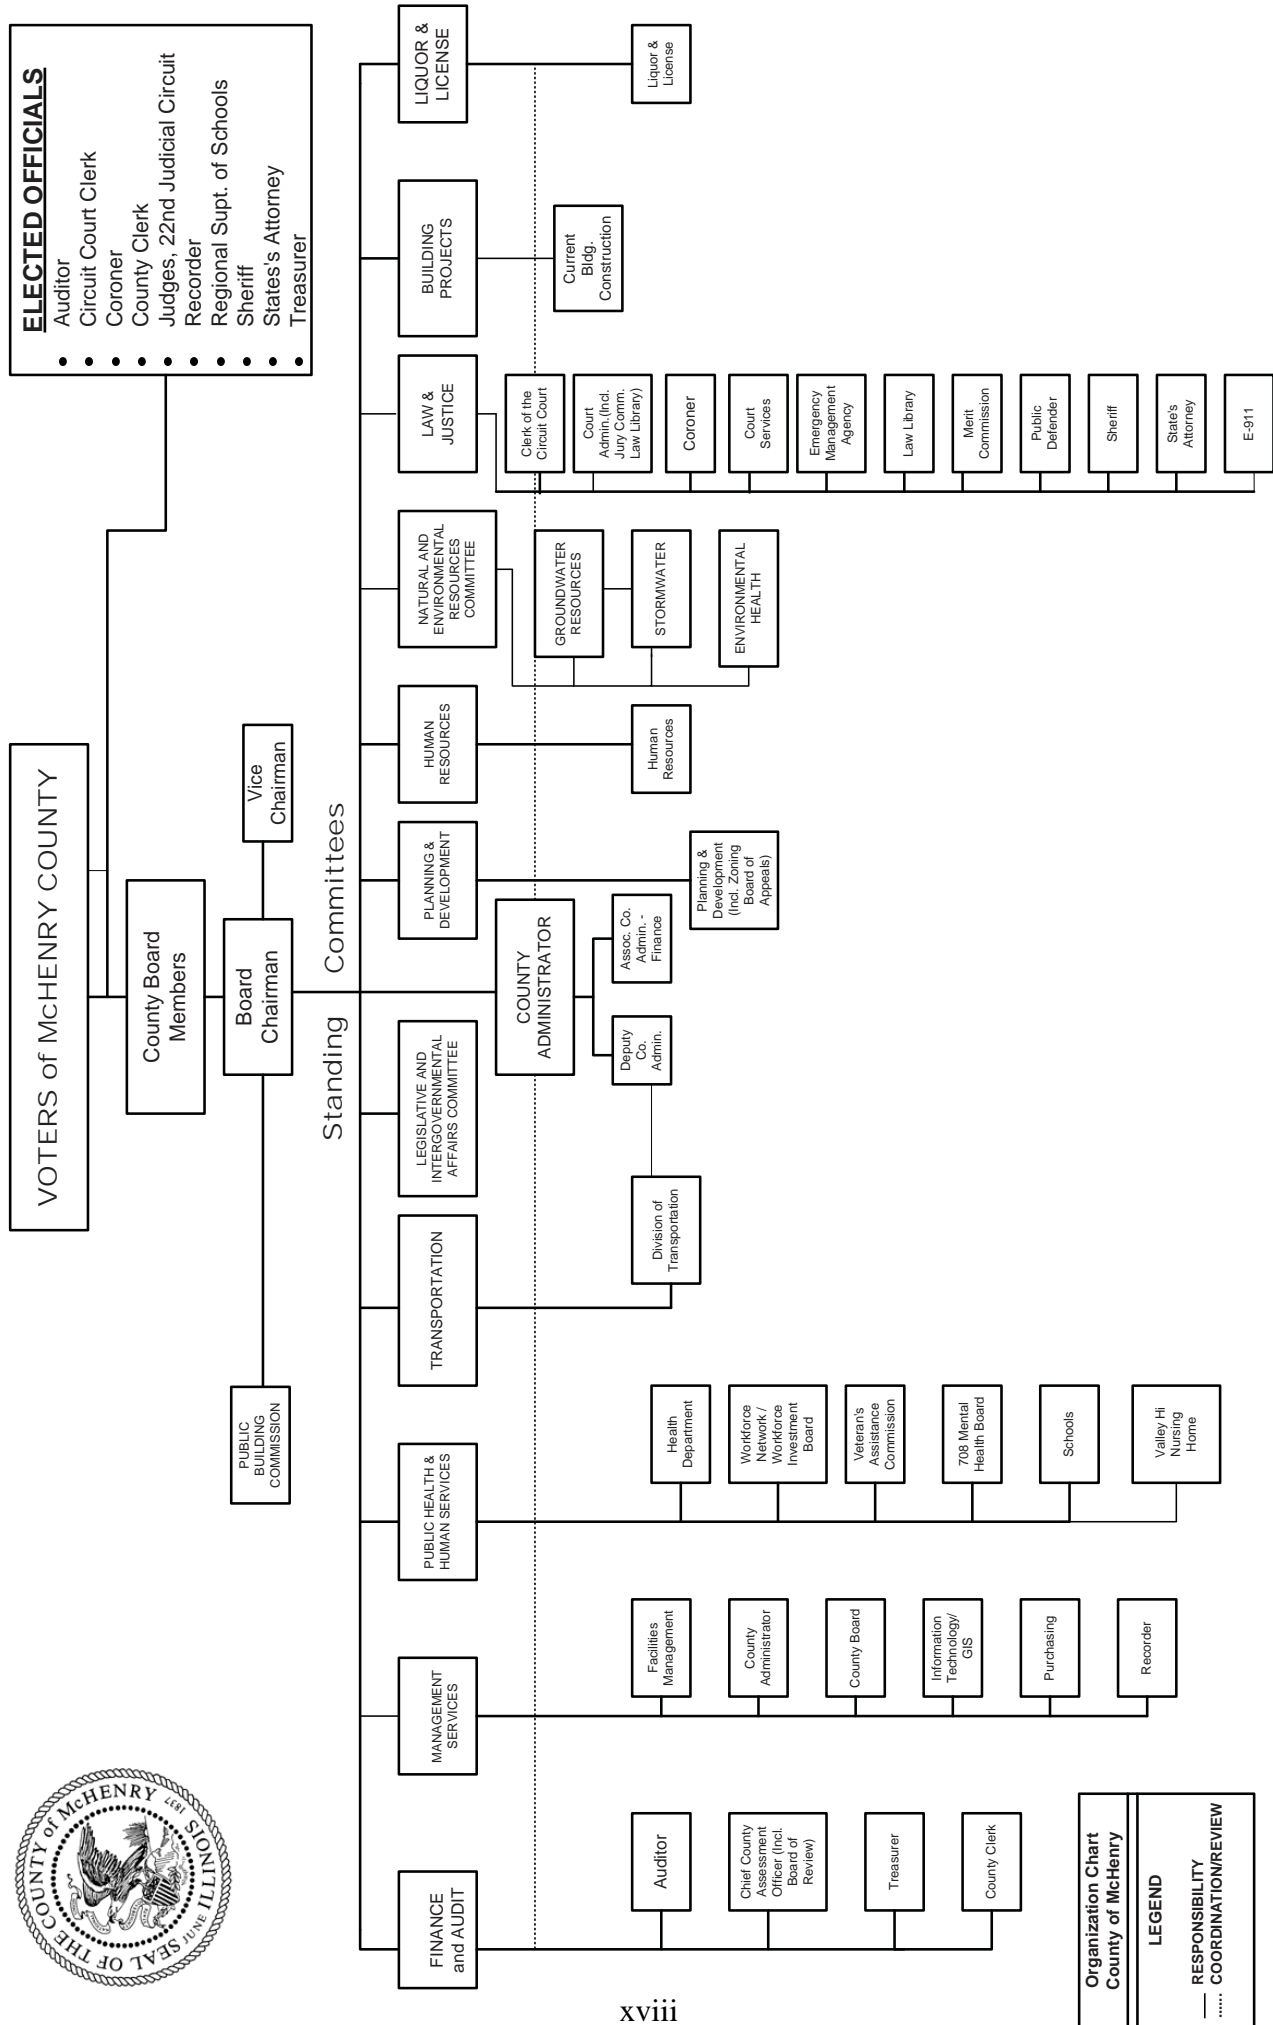 VOTERS of McHENRY COUNTY
ELECTED OFFICIALS
• Auditor
• Circuit Court Clerk
• Coroner
• County Clerk
• Judges, 22nd Judicial Circuit
• Recorder
• Regional Supt. of Schools
• Sheriff
• States's Attorney
• Treasurer
County Board
Members
PUBLIC
BUILDING
COMMISSION
Board
Chairman
Vice
Chairman
Standing Committees
FINANCE
and AUDIT
MANAGEMENT
SERVICES
PUBLIC HEALTH &
HUMAN SERVICES
TRANSPORTATION
LEGISLATIVE AND
INTERGOVERNMENTAL
AFFAIRS COMMITTEE
PLANNING &
DEVELOPMENT
HUMAN
RESOURCES
NATURAL AND
ENVIRONMENTAL
RESOURCES
COMMITTEE
LAW &
JUSTICE
BUILDING
PROJECTS
LIQUOR &
LICENSE
COUNTY
ADMINISTRATOR
Deputy
Co.
Admin.
Assoc. Co.
Admin. -
Finance
Auditor
Chief County
Assessment
Officer (Incl.
Board of
Review)
Treasurer
County Clerk
Facilities
Management
County
Administrator
County Board
Information
Technology/
GIS
Purchasing
Recorder
Health
Department
Workforce
Network /
Workforce
Investment
Board
Veteran's
Assistance
Commission
708 Mental
Health Board
Schools
Valley Hi
Nursing
Home
Division of
Transportation
Planning &
Development
(Incl. Zoning
Board of
Appeals)
Human
Resources
GROUNDWATER
RESOURCES
STORMWATER
ENVIRONMENTAL
HEALTH
Clerk of the
Circuit Court
Court
Admin.(Incl.
Jury Comm.
Law Library)
Coroner
Court
Services
Emergency
Management
Agency
Law Library
Merit
Commission
Public
Defender
Sheriff
State's
Attorney
E-911
Current
Bldg.
Construction
Liquor &
License
Organization Chart
County of McHenry
LEGEND
RESPONSIBILITY
COORDINATION/REVIEW
SEAL OF THE COUNTY of McHENRY
JUNE 1837
ILLINOIS
xviii